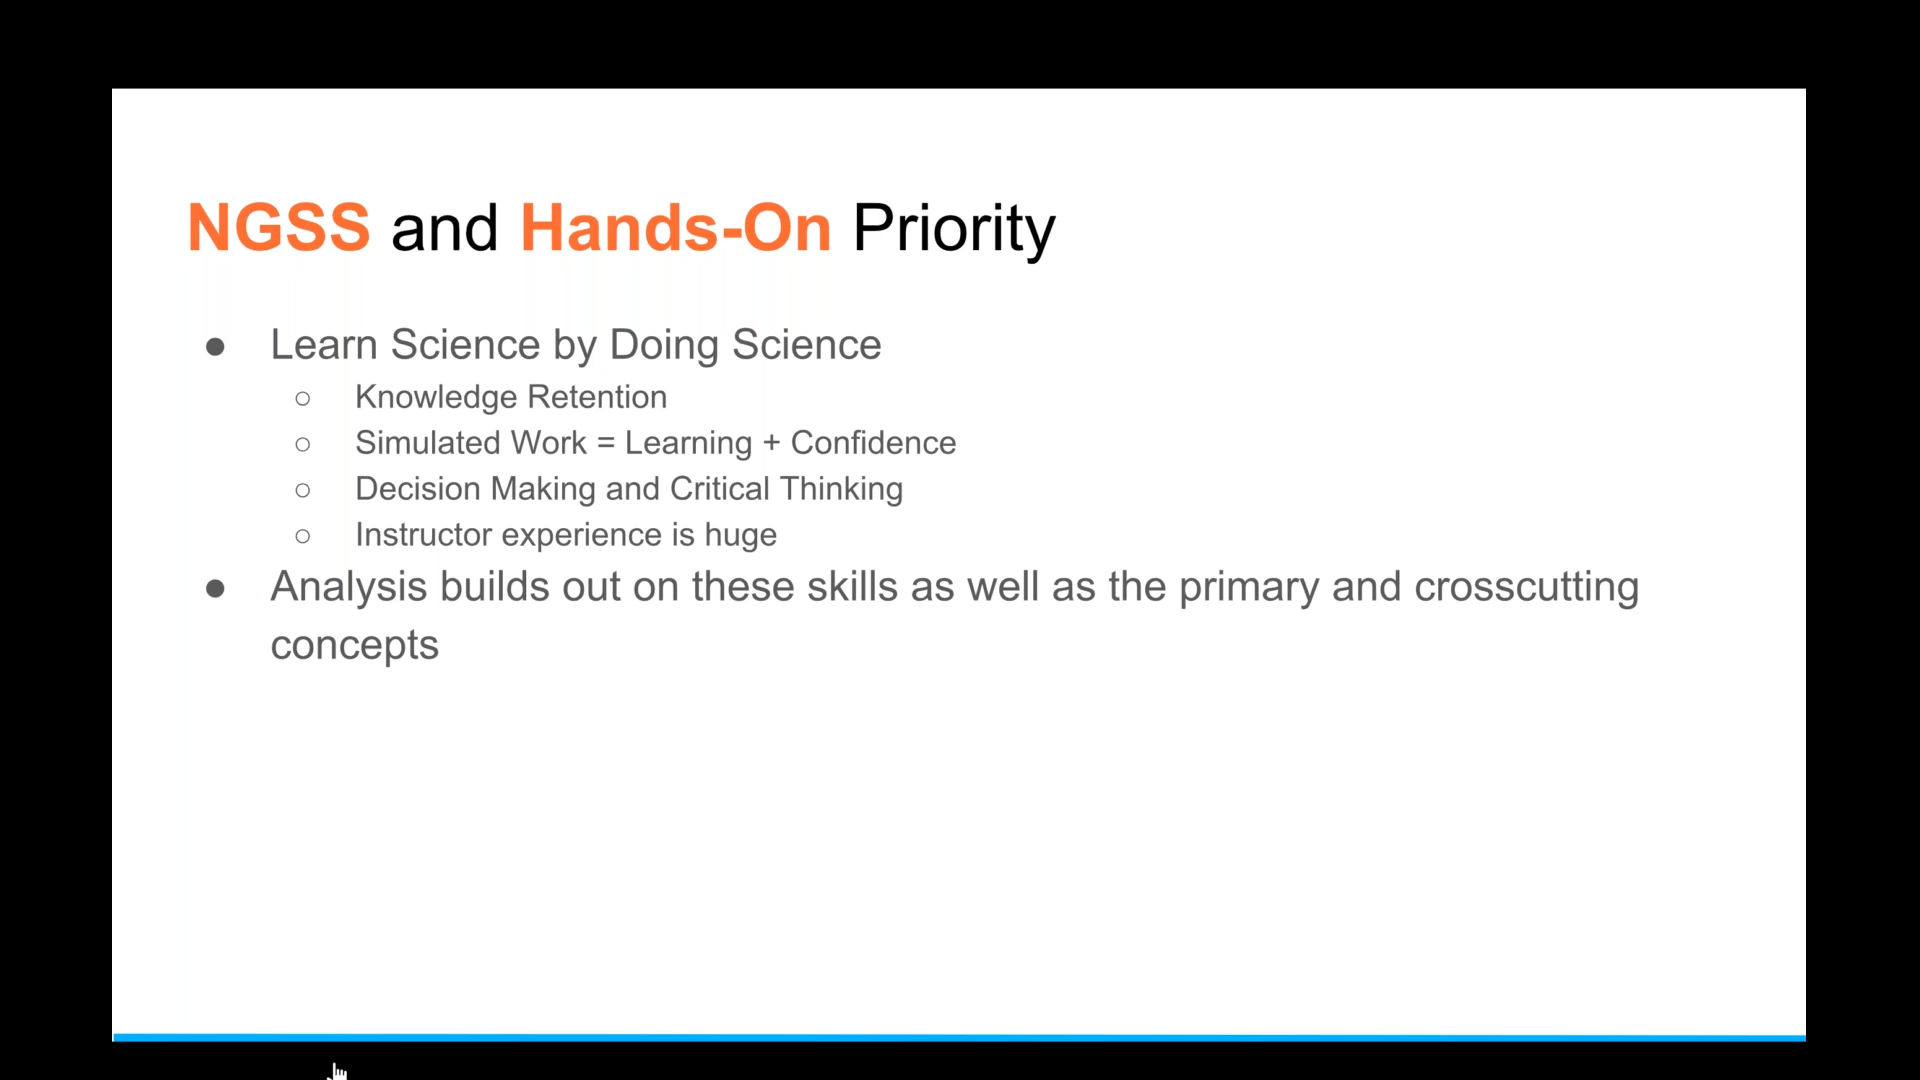 NGSS and Hands-On Priority
● Learn Science by Doing Science
○ Knowledge Retention
○ Simulated Work = Learning + Confidence
○ Decision Making and Critical Thinking
○ Instructor experience is huge
● Analysis builds out on these skills as well as the primary and crosscutting
concepts